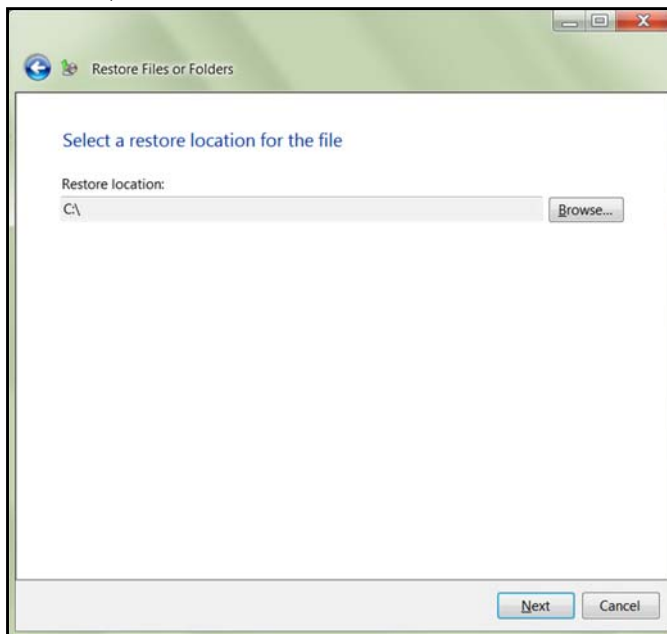 Restore Files or Folders
Select a restore location for the file
Restore location:
C:\
Browse...
Next
Cancel